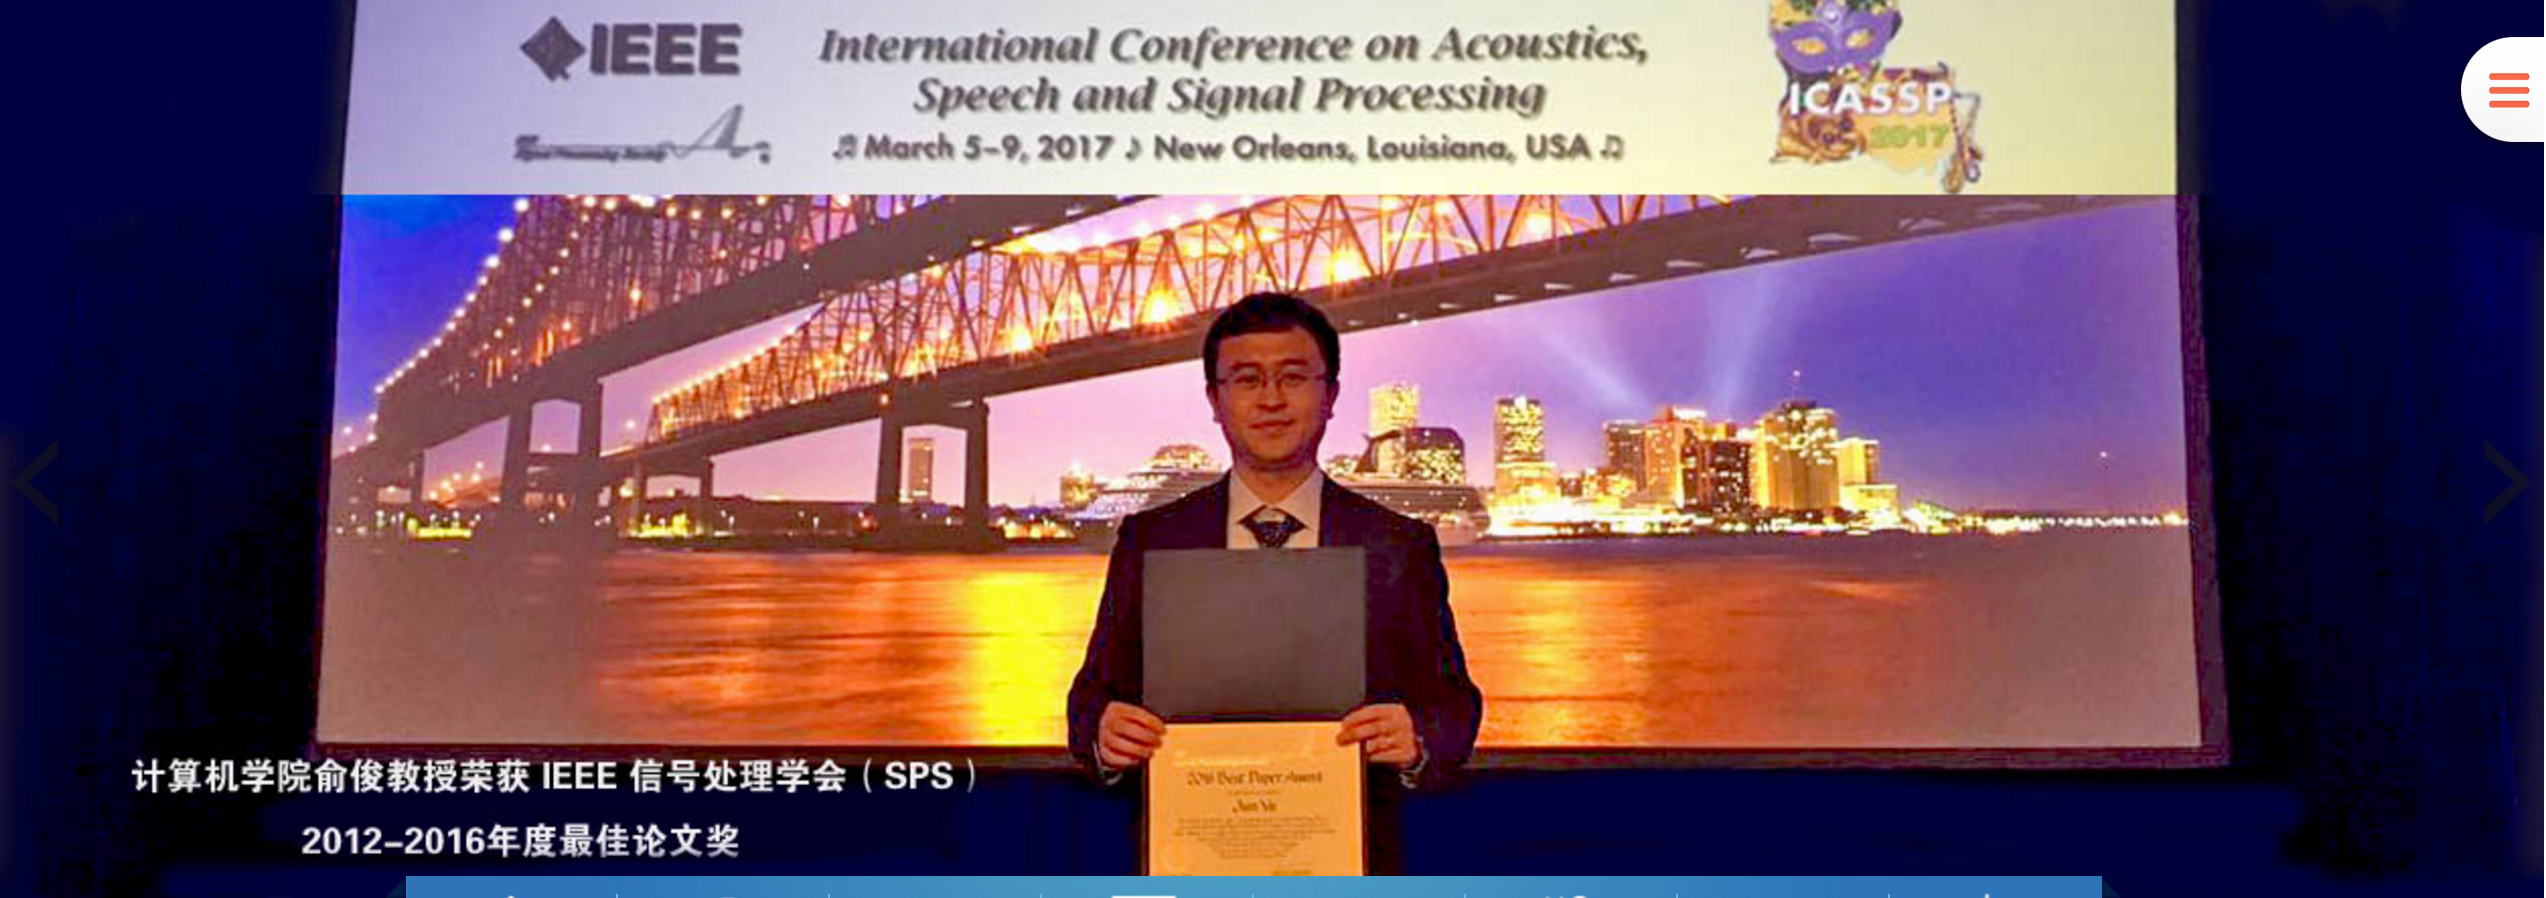 IEEE
International Conference on Acoustics,
Speech and Signal Processing
March 5–9, 2017 New Orleans, Louisiana, USA
ICASSP
2017
计算机学院俞俊教授荣获 IEEE 信号处理学会（SPS）
2012–2016年度最佳论文奖
2016 Best Paper Award
Jun Yu